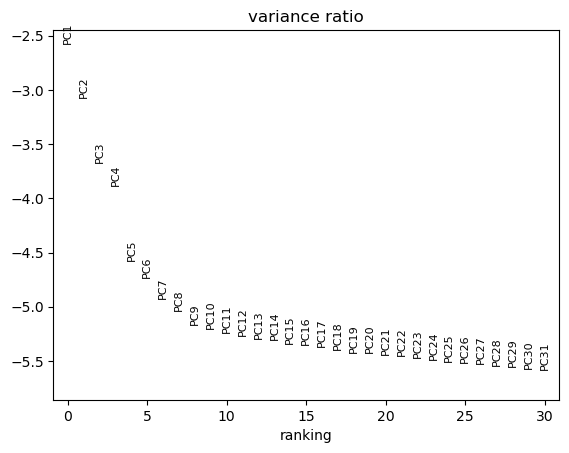 variance ratio
−2.5
−3.0
−3.5
−4.0
−4.5
−5.0
−5.5
PC1
PC2
PC3
PC4
PC5
PC6
PC7
PC8
PC9
PC10
PC11
PC12
PC13
PC14
PC15
PC16
PC17
PC18
PC19
PC20
PC21
PC22
PC23
PC24
PC25
PC26
PC27
PC28
PC29
PC30
PC31
0 5 10 15 20 25 30
ranking